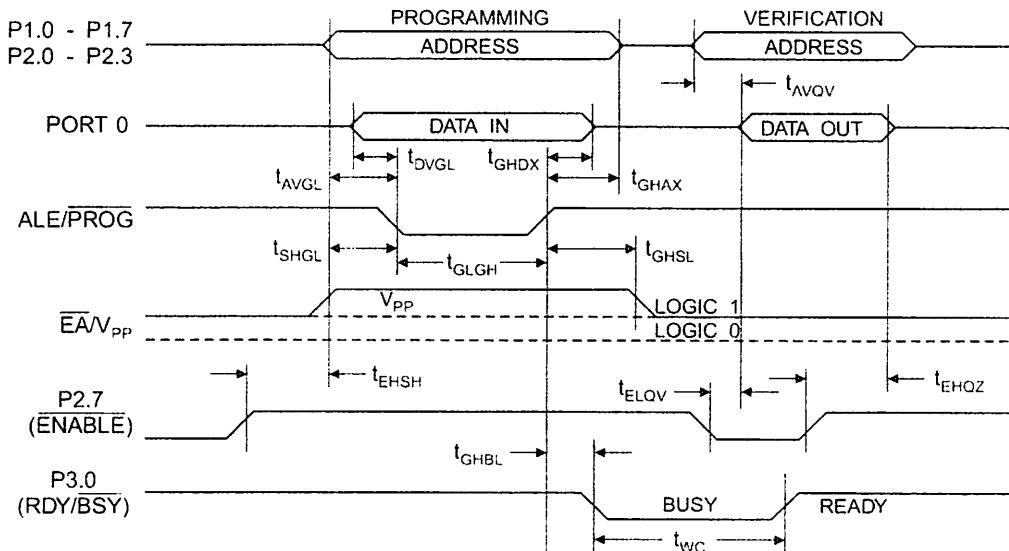 PROGRAMMING
VERIFICATION
P1.0 - P1.7
P2.0 - P2.3
ADDRESS
ADDRESS
tAVQV
PORT 0
DATA IN
DATA OUT
tDVGL
tGHDX
tAVGL
tGHAX
ALE/PROG
tSHGL
tGLGH
tGHSL
VPP
LOGIC 1
EA/VPP
LOGIC 0
tEHSH
tELQV
tEHQZ
P2.7
(ENABLE)
tGHBL
P3.0
(RDY/BSY)
BUSY
READY
tWC